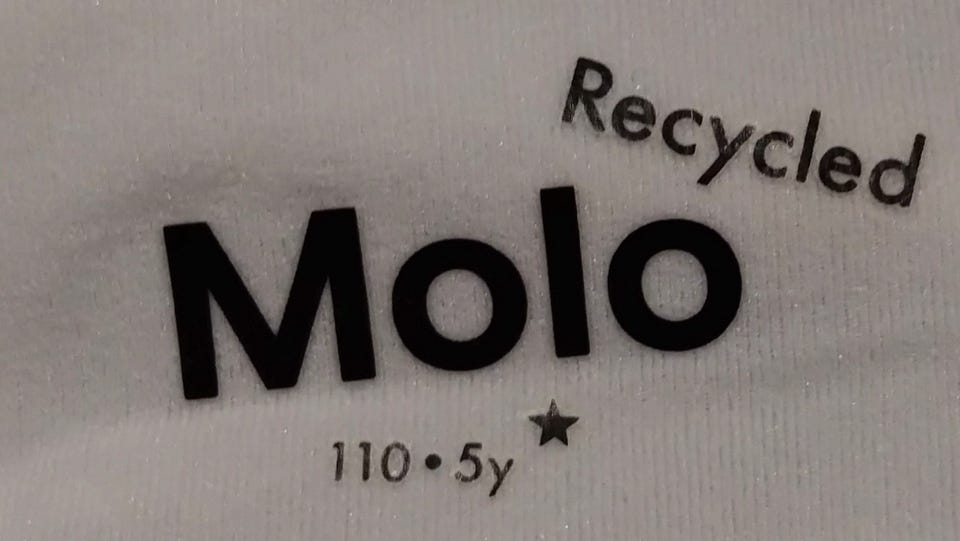 Recycled
Molo
110 • 5y